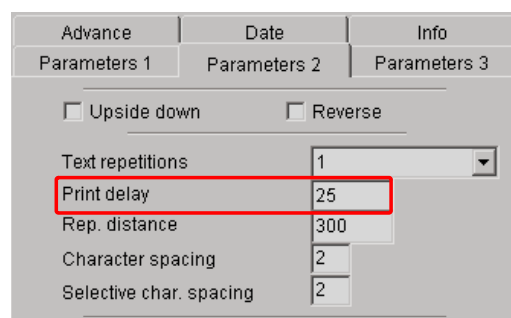 Advance Date Info
Parameters 1 Parameters 2 Parameters 3
Upside down Reverse
Text repetitions 1
Print delay 25
Rep. distance 300
Character spacing 2
Selective char. spacing 2